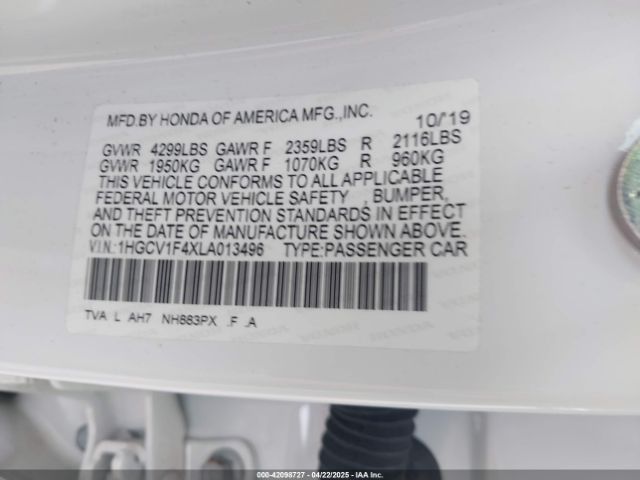 MFD.BY HONDA OF AMERICA MFG.,INC. 10/'19
GVWR 4299LBS GAWR F 2359LBS R 2116LBS
GVWR 1950KG GAWR F 1070KG R 960KG
THIS VEHICLE CONFORMS TO ALL APPLICABLE
FEDERAL MOTOR VEHICLE SAFETY , BUMPER,
AND THEFT PREVENTION STANDARDS IN EFFECT
ON THE DATE OF MANUFACTURE SHOWN ABOVE.
V.I.N.:1HGCV1F4XLA013496 TYPE:PASSENGER CAR
TVA L AH7 NH883PX .F .A
000-42098727 - 04/22/2025 - IAA Inc.